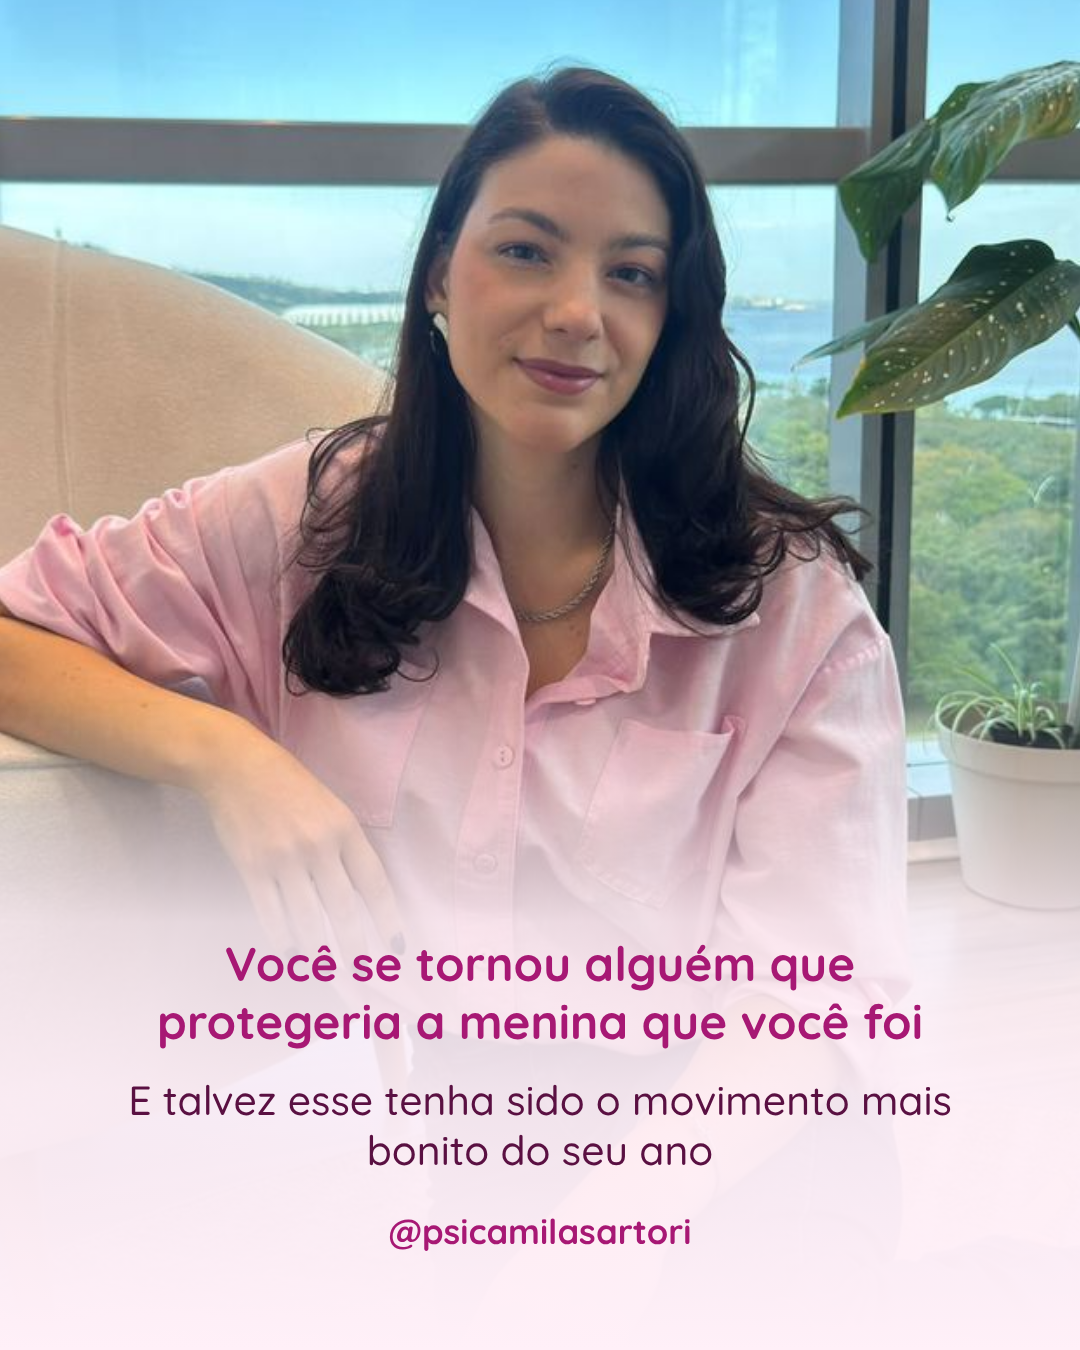 Você se tornou alguém que
protegeria a menina que você foi
E talvez esse tenha sido o movimento mais
bonito do seu ano
@psicamilasartori